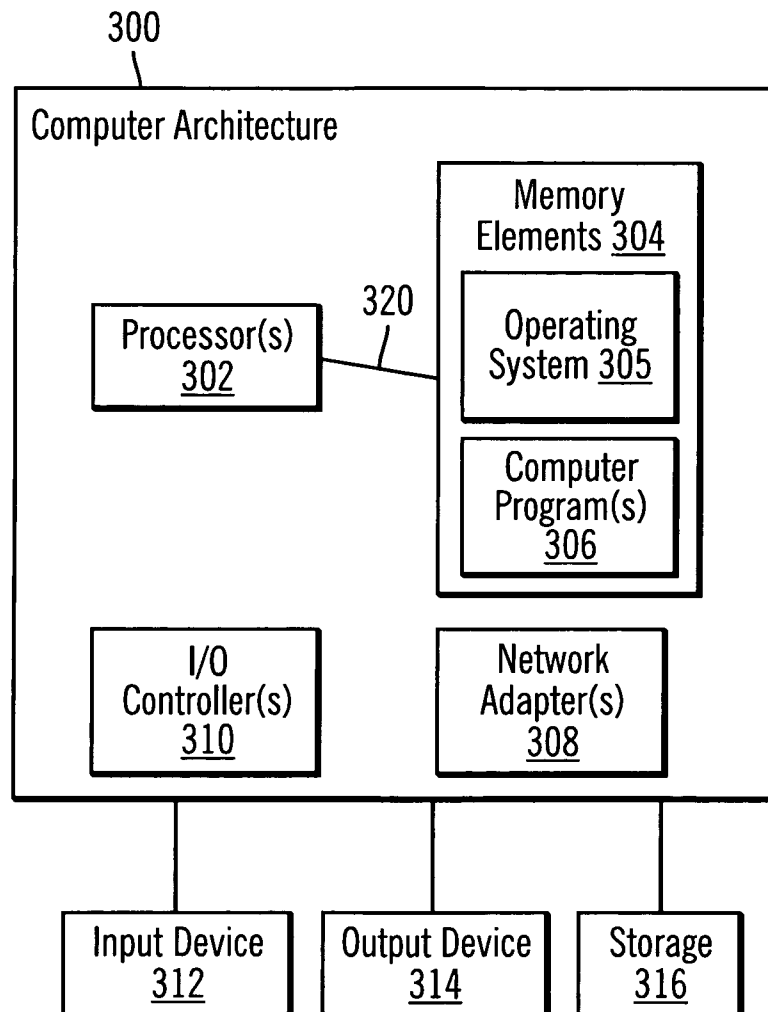 300
Computer Architecture
Memory
Elements 304
320
Processor(s)
302
Operating
System 305
Computer
Program(s)
306
I/O
Controller(s)
310
Network
Adapter(s)
308
Input Device
312
Output Device
314
Storage
316